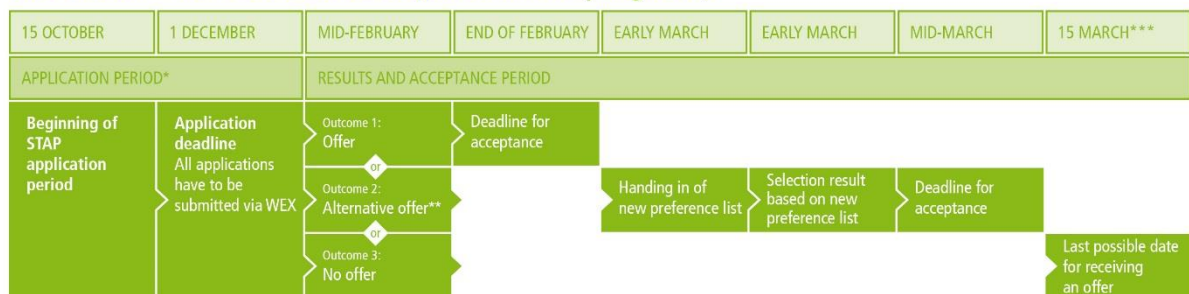 15 OCTOBER
1 DECEMBER
MID-FEBRUARY
END OF FEBRUARY
EARLY MARCH
EARLY MARCH
MID-MARCH
15 MARCH***
APPLICATION PERIOD*
RESULTS AND ACCEPTANCE PERIOD
Beginning of
STAP
application
period
Application
deadline
All applications
have to be
submitted via WEX
Outcome 1:
Offer
Deadline for
acceptance
or
Outcome 2:
Alternative offer**
Handing in of
new preference list
Selection result
based on new
preference list
Deadline for
acceptance
or
Outcome 3:
No offer
Last possible date
for receiving
an offer